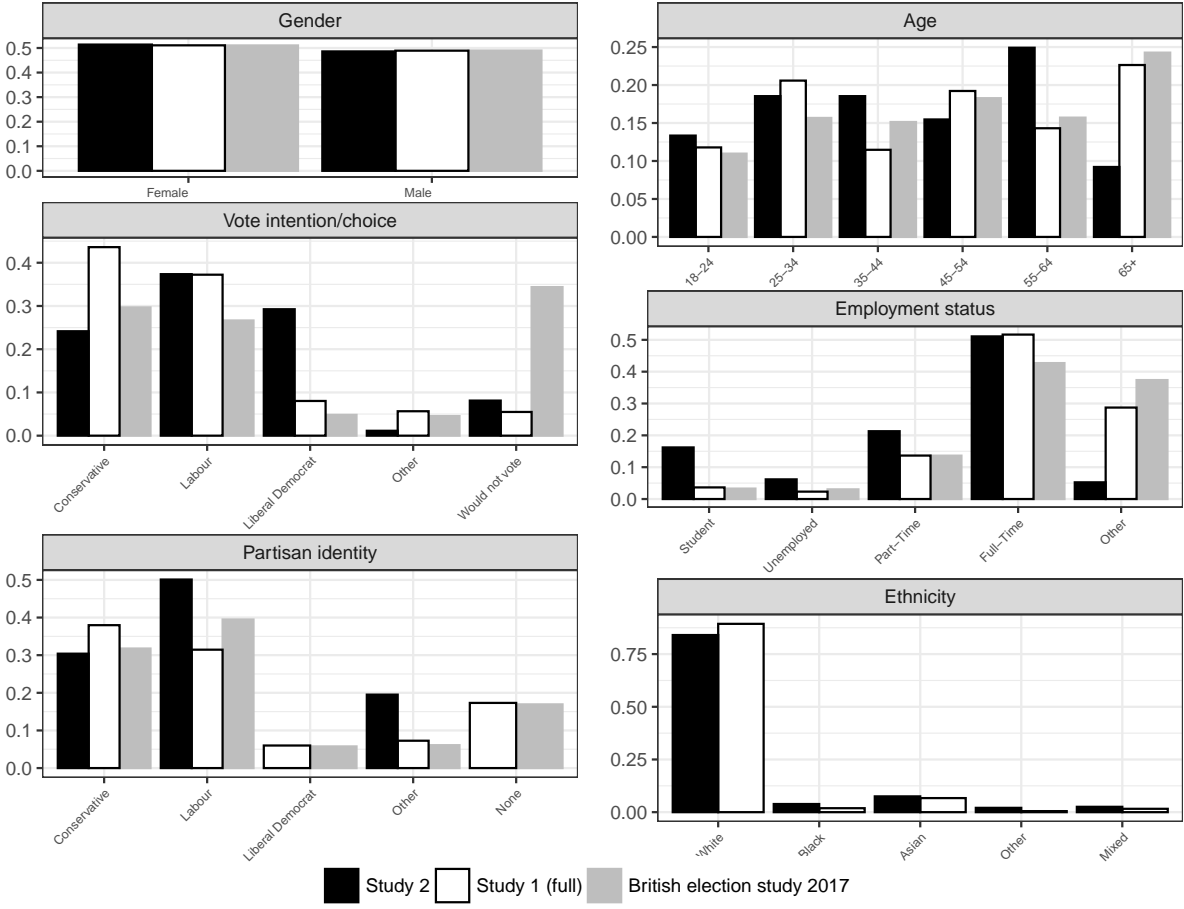 Gender
0.5
0.4
0.3
0.2
0.1
0.0
Female Male
Vote intention/choice
0.4
0.3
0.2
0.1
0.0
Conservative Labour Liberal Democrat Other Would not vote
Partisan identity
0.5
0.4
0.3
0.2
0.1
0.0
Conservative Labour Liberal Democrat Other None
Age
0.25
0.20
0.15
0.10
0.05
0.00
18−24 25−34 35−44 45−54 55−64 65+
Employment status
0.5
0.4
0.3
0.2
0.1
0.0
Student Unemployed Part−Time Full−Time Other
Ethnicity
0.75
0.50
0.25
0.00
White Black Asian Other Mixed
Study 2 Study 1 (full) British election study 2017